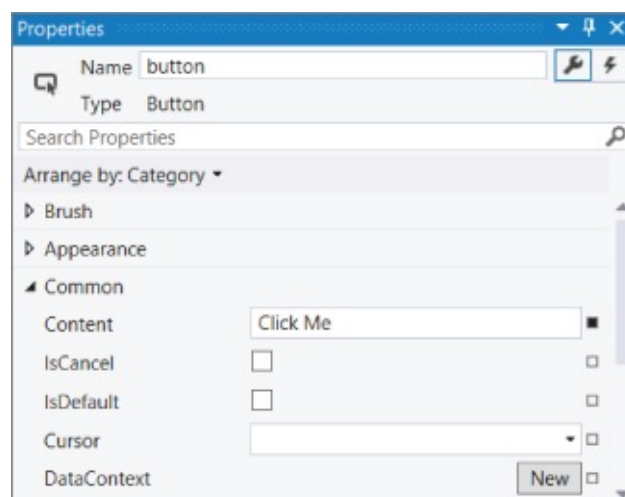 Properties
Name button
Type Button
Search Properties
Arrange by: Category
Brush
Appearance
Common
Content Click Me
IsCancel
IsDefault
Cursor
DataContext New